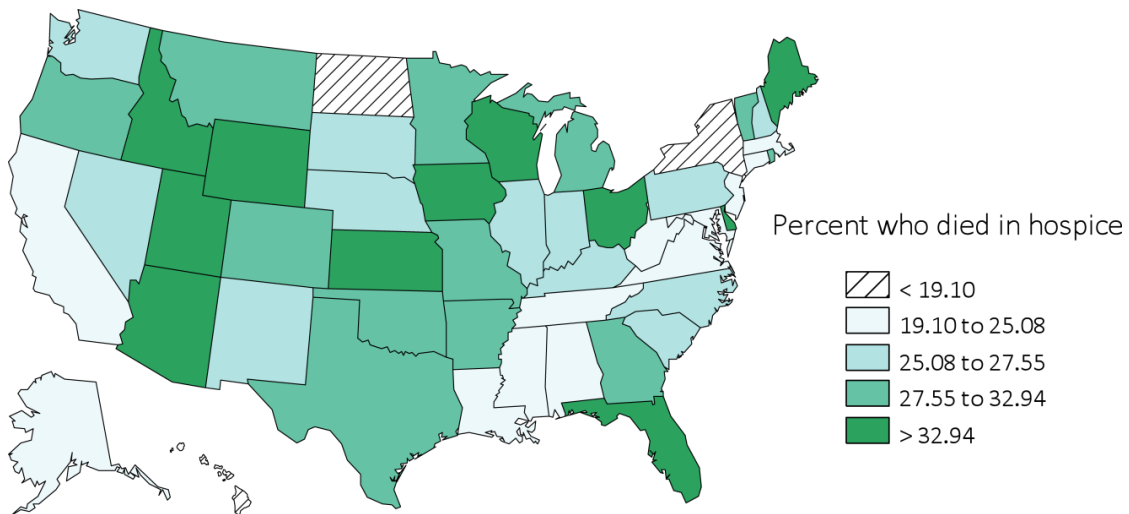 Percent who died in hospice
< 19.10
19.10 to 25.08
25.08 to 27.55
27.55 to 32.94
> 32.94